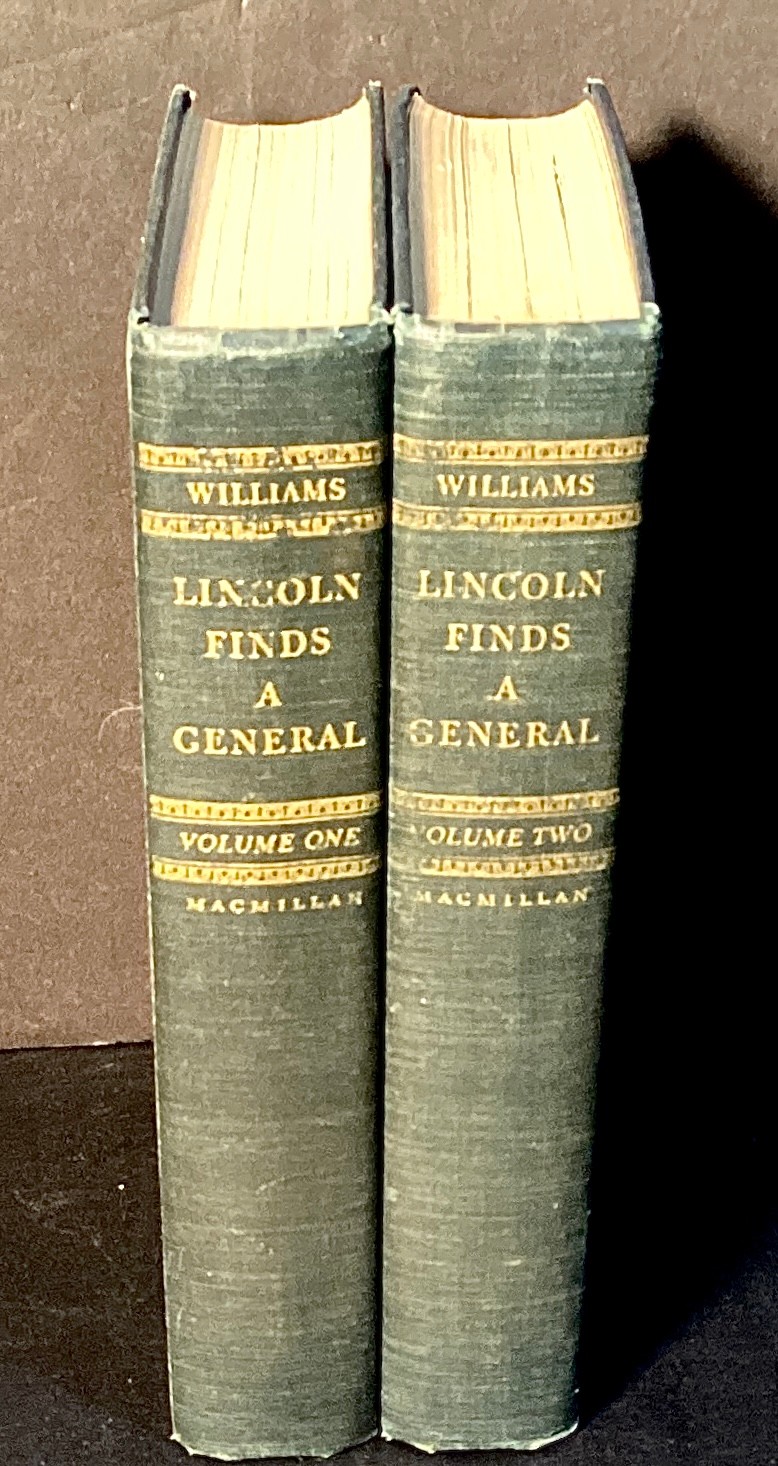 WILLIAMS
LINCOLN
FINDS
A
GENERAL
VOLUME ONE
MACMILLAN
WILLIAMS
LINCOLN
FINDS
A
GENERAL
VOLUME TWO
MACMILLAN